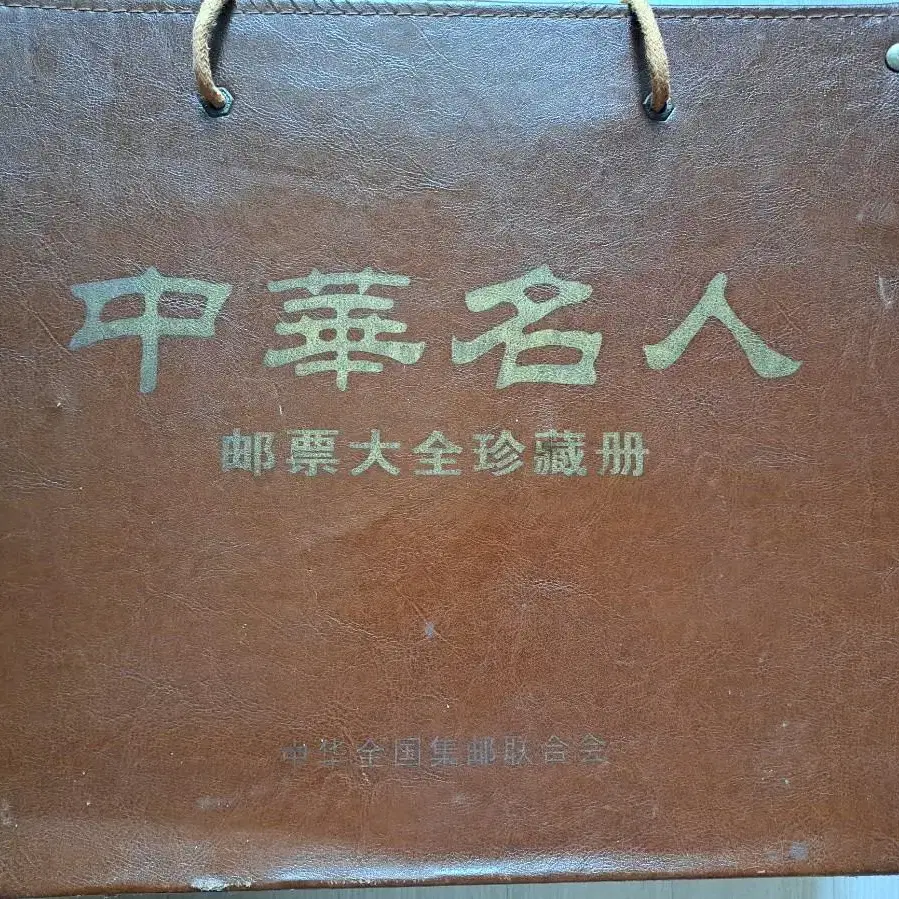 中華名人
邮票大全珍藏册
中华全国集邮联合会